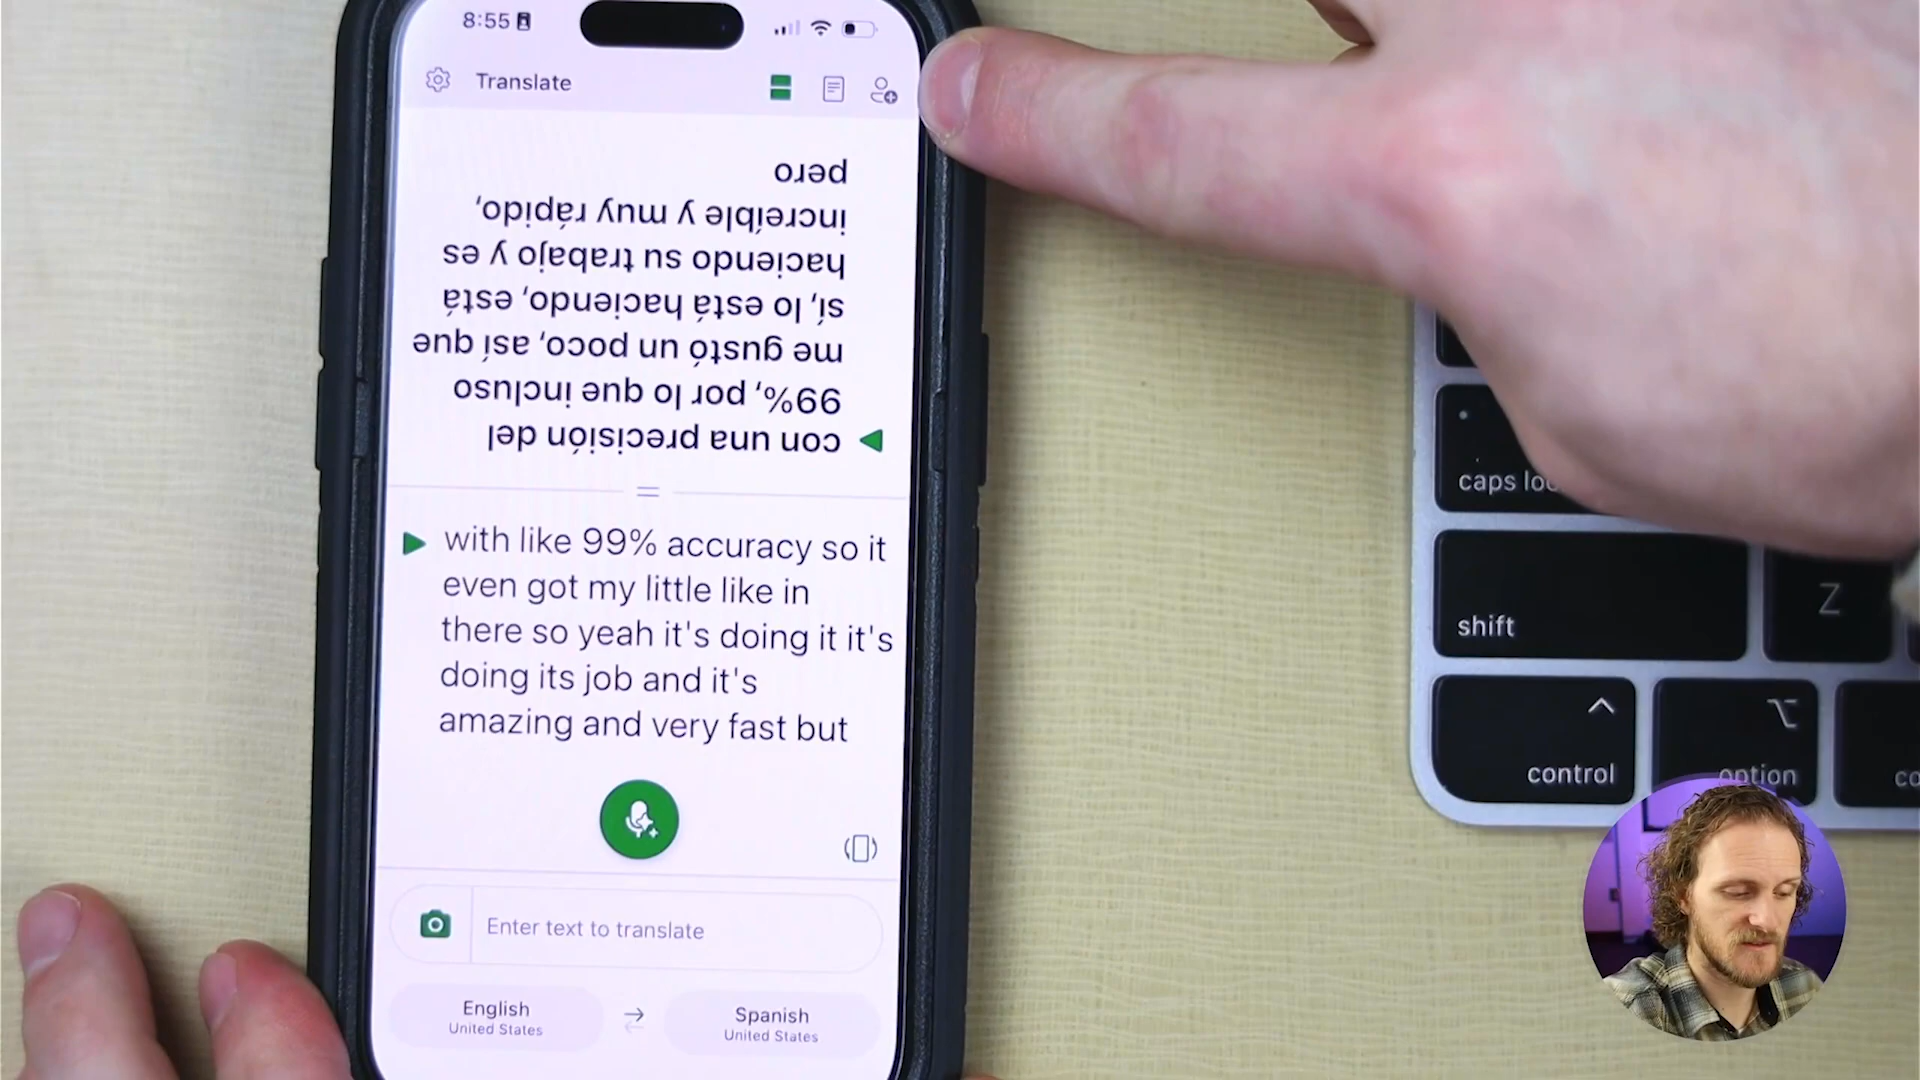 8:55
Translate
con una precisión del
99%, por lo que incluso
me gustó un poco, así que
sí, lo está haciendo, está
haciendo su trabajo y es
increíble y muy rápido,
pero
with like 99% accuracy so it
even got my little like in
there so yeah it's doing it it's
doing its job and it's
amazing and very fast but
Enter text to translate
English
United States
Spanish
United States
caps
shift
Z
control
option